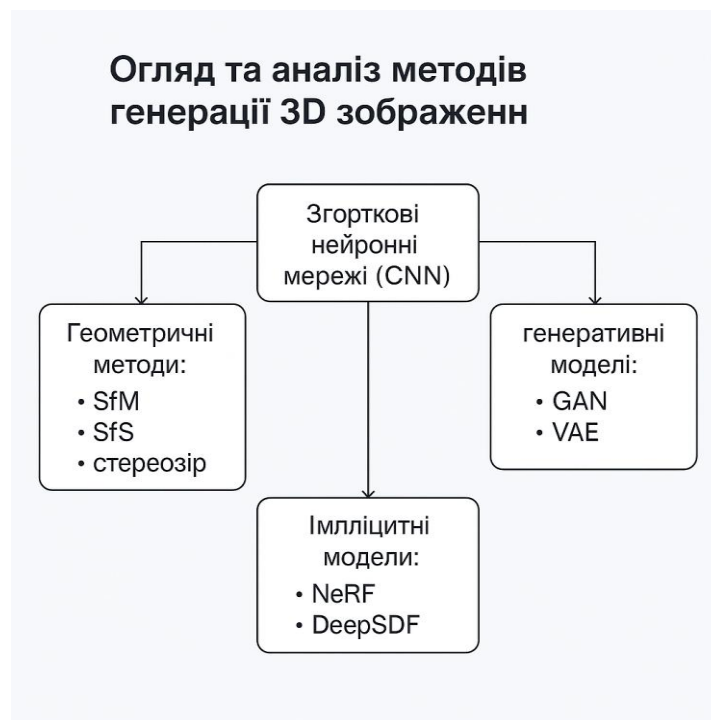 Огляд та аналіз методів
генерації 3D зображенн
Згорткові
нейронні
мережі (CNN)
Геометричні
методи:
• SfM
• SfS
• стереозір
генеративні
моделі:
• GAN
• VAE
Імлліцитні
модели:
• NeRF
• DeepSDF